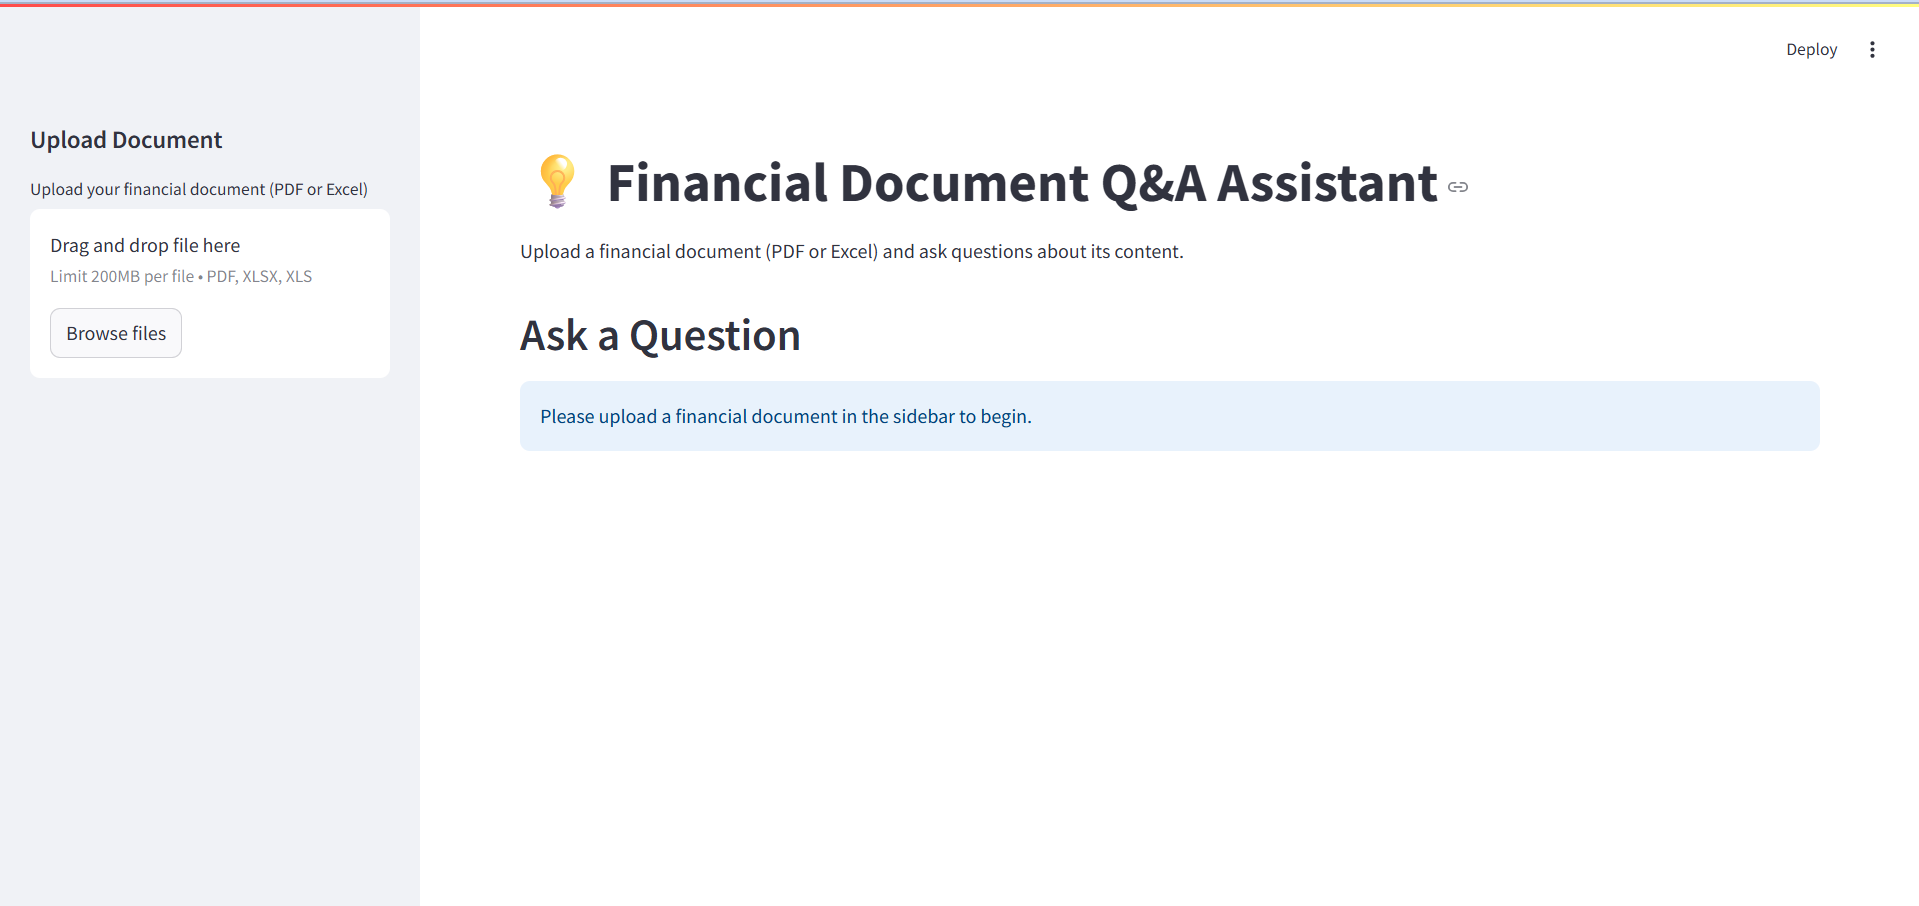 Deploy
Upload Document
Upload your financial document (PDF or Excel)
Drag and drop file here
Limit 200MB per file • PDF, XLSX, XLS
Browse files
Financial Document Q&A Assistant
Upload a financial document (PDF or Excel) and ask questions about its content.
Ask a Question
Please upload a financial document in the sidebar to begin.